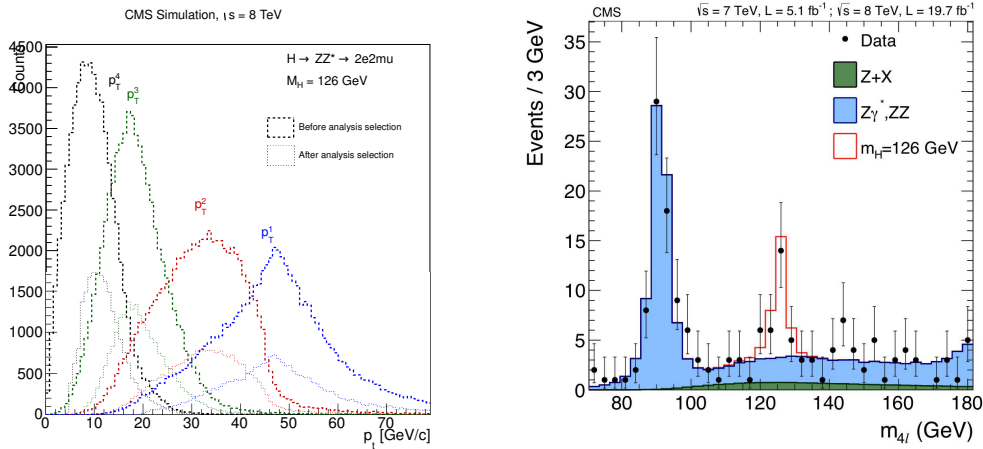 CMS Simulation, √s = 8 TeV
Counts
4500
4000
3500
3000
2500
2000
1500
1000
500
0
H → ZZ* → 2e2mu
M_H = 126 GeV
Before analysis selection
After analysis selection
p_T^4
p_T^3
p_T^2
p_T^1
0 10 20 30 40 50 60 70
p_t [GeV/c]
CMS √s = 7 TeV, L = 5.1 fb⁻¹ ; √s = 8 TeV, L = 19.7 fb⁻¹
Events / 3 GeV
35
30
25
20
15
10
5
0
Data
Z+X
Zγ*,ZZ
m_H=126 GeV
80 100 120 140 160 180
m_4l (GeV)